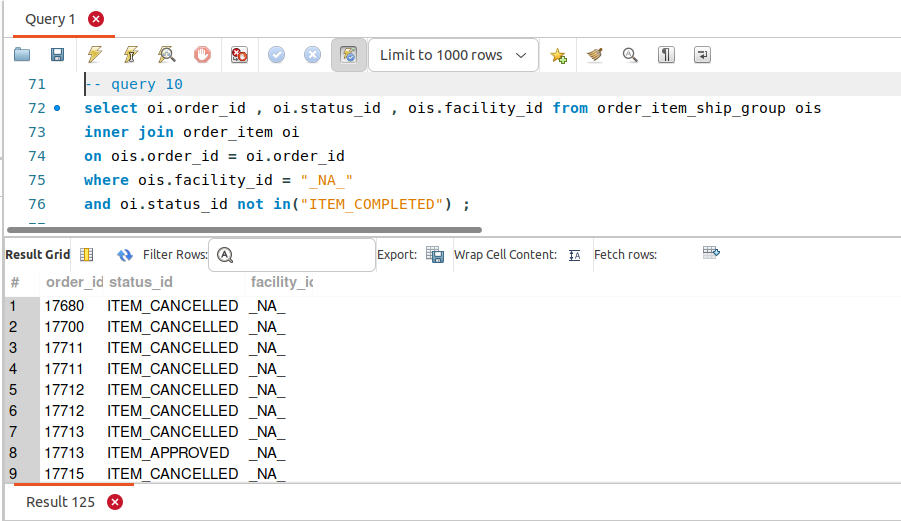 Query 1
Limit to 1000 rows
71 -- query 10
72 select oi.order_id , oi.status_id , ois.facility_id from order_item_ship_group ois
73 inner join order_item oi
74 on ois.order_id = oi.order_id
75 where ois.facility_id = "_NA_"
76 and oi.status_id not in("ITEM_COMPLETED") ;
Result Grid Filter Rows: Export: Wrap Cell Content: Fetch rows:
# order_id status_id facility_id
1 17680 ITEM_CANCELLED _NA_
2 17700 ITEM_CANCELLED _NA_
3 17711 ITEM_CANCELLED _NA_
4 17711 ITEM_CANCELLED _NA_
5 17712 ITEM_CANCELLED _NA_
6 17712 ITEM_CANCELLED _NA_
7 17713 ITEM_CANCELLED _NA_
8 17713 ITEM_APPROVED _NA_
9 17715 ITEM_CANCELLED _NA_
Result 125